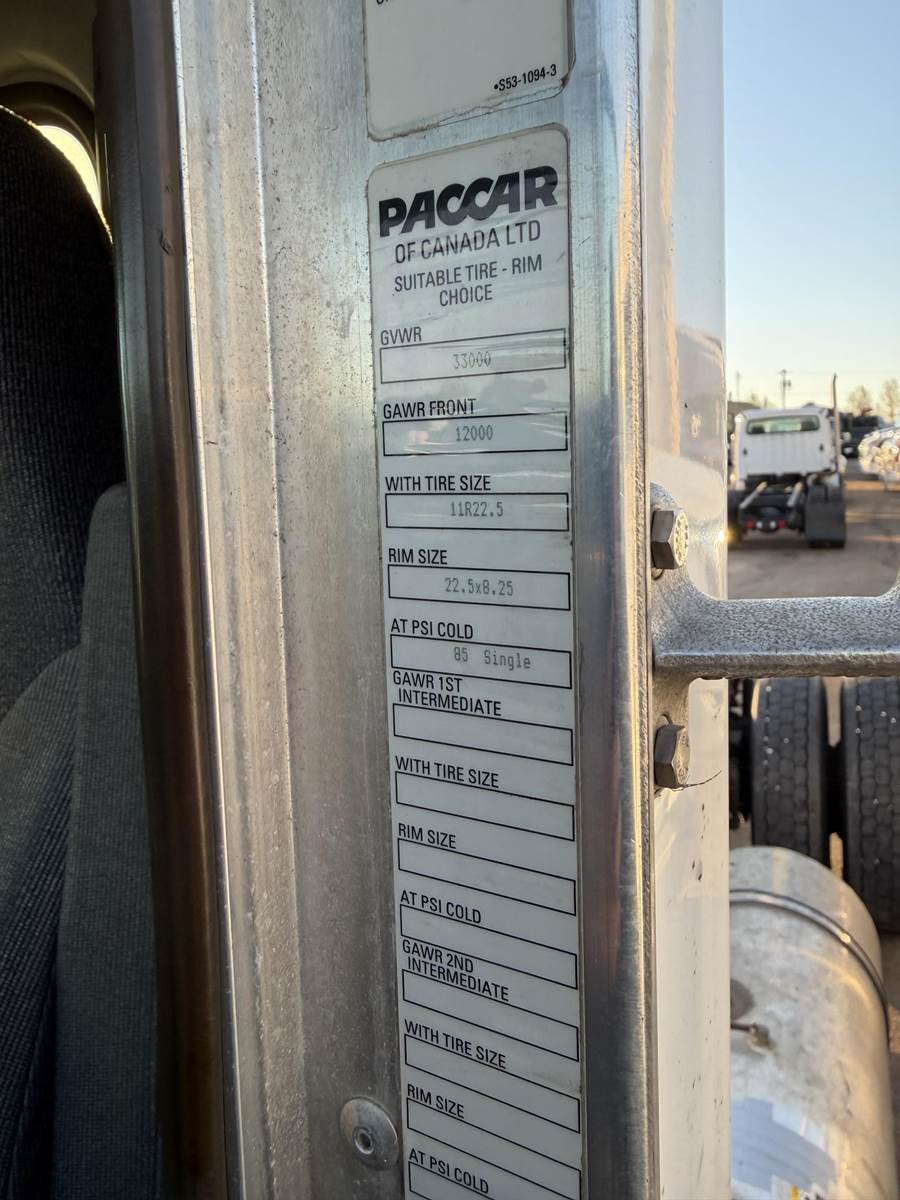 •S53-1094-3
PACCAR
OF CANADA LTD
SUITABLE TIRE - RIM
CHOICE
GVWR
33000
GAWR FRONT
12000
WITH TIRE SIZE
11R22.5
RIM SIZE
22.5x8.25
AT PSI COLD
85 Single
GAWR 1ST
INTERMEDIATE
WITH TIRE SIZE
RIM SIZE
AT PSI COLD
GAWR 2ND
INTERMEDIATE
WITH TIRE SIZE
RIM SIZE
AT PSI COLD